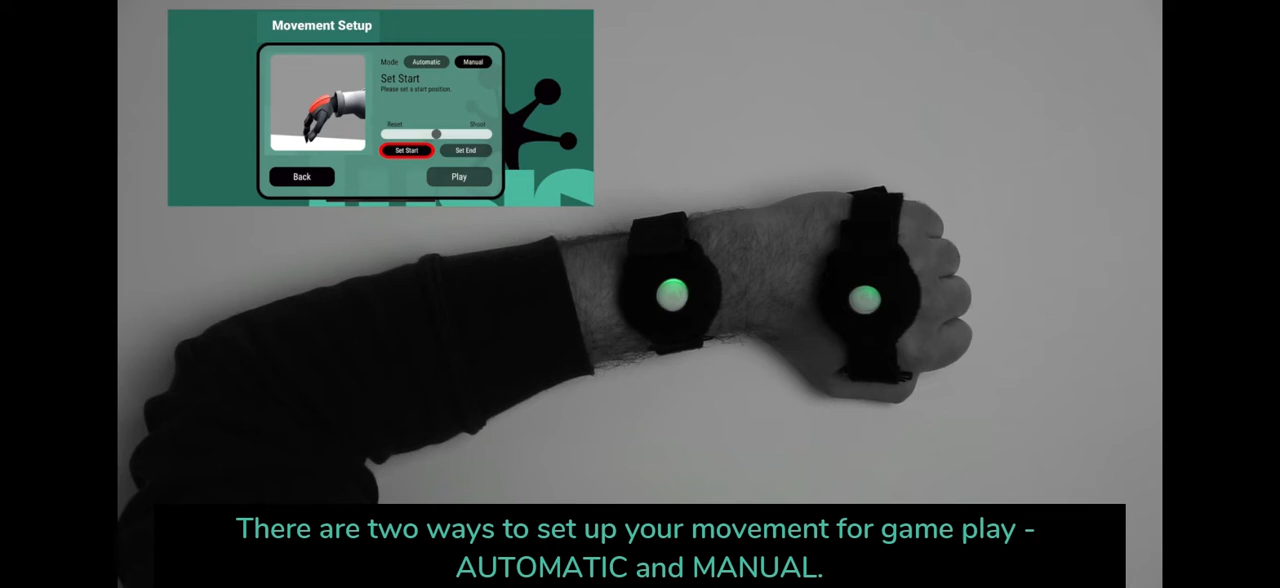 Movement Setup
Mode Automatic Manual
Set Start
Please set a start position.
Reset Shoot
Set Start Set End
Back Play
There are two ways to set up your movement for game play -
AUTOMATIC and MANUAL.